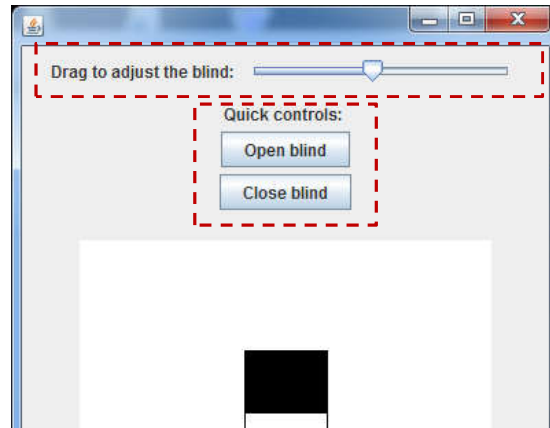 Drag to adjust the blind:
Quick controls:
Open blind
Close blind